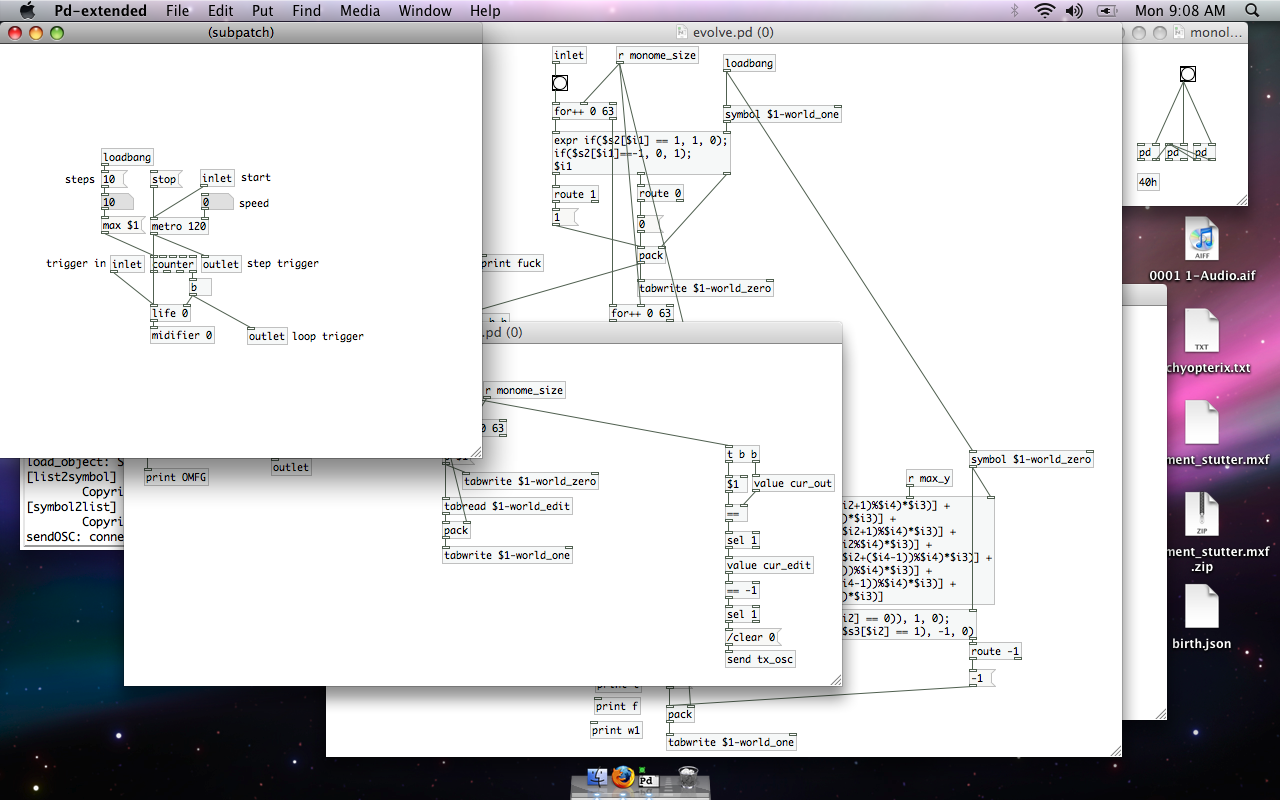 Pd-extended File Edit Put Find Media Window Help
Mon 9:08 AM
(subpatch)
loadbang
steps 10 stop inlet start
10 0 speed
max $1 metro 120
trigger in inlet counter outlet step trigger
b
life 0
midifier 0 outlet loop trigger
evolve.pd (0)
inlet r monome_size
loadbang
for++ 0 63 symbol $1-world_one
expr if($s2[$i1] == 1, 1, 0);
if($s2[$i1]==-1, 0, 1);
$i1
route 1 route 0
1 0
pack
print fuck
tabwrite $1-world_zero
for++ 0 63
symbol $1-world_zero
r max_y
i2+1)%$i4)*$i3)] +
)*$i3)] +
$i2+1)%$i4)*$i3)] +
i2%$i4)*$i3)] +
$i2+($i4-1))%$i4)*$i3)] +
))%$i4)*$i3)] +
i4-1))%$i4)*$i3)] +
)*$i3)]
i2] == 0)), 1, 0);
$s3[$i2] == 1), -1, 0)
route -1
-1
print f
pack
print w1
tabwrite $1-world_one
.pd (0)
r monome_size
0 63
outlet
print OMFG
tabwrite $1-world_zero
tabread $1-world_edit
pack
tabwrite $1-world_one
t b b
$1 value cur_out
==
sel 1
value cur_edit
== -1
sel 1
/clear 0
send tx_osc
load_object: S
[list2symbol]
Copyri
[symbol2list]
Copyri
sendOSC: conne
monol...
pd pd pd
40h
AIFF
0001 1-Audio.aif
TXT
chyopterix.txt
ment_stutter.mxf
ZIP
ment_stutter.mxf
.zip
birth.json
Pd